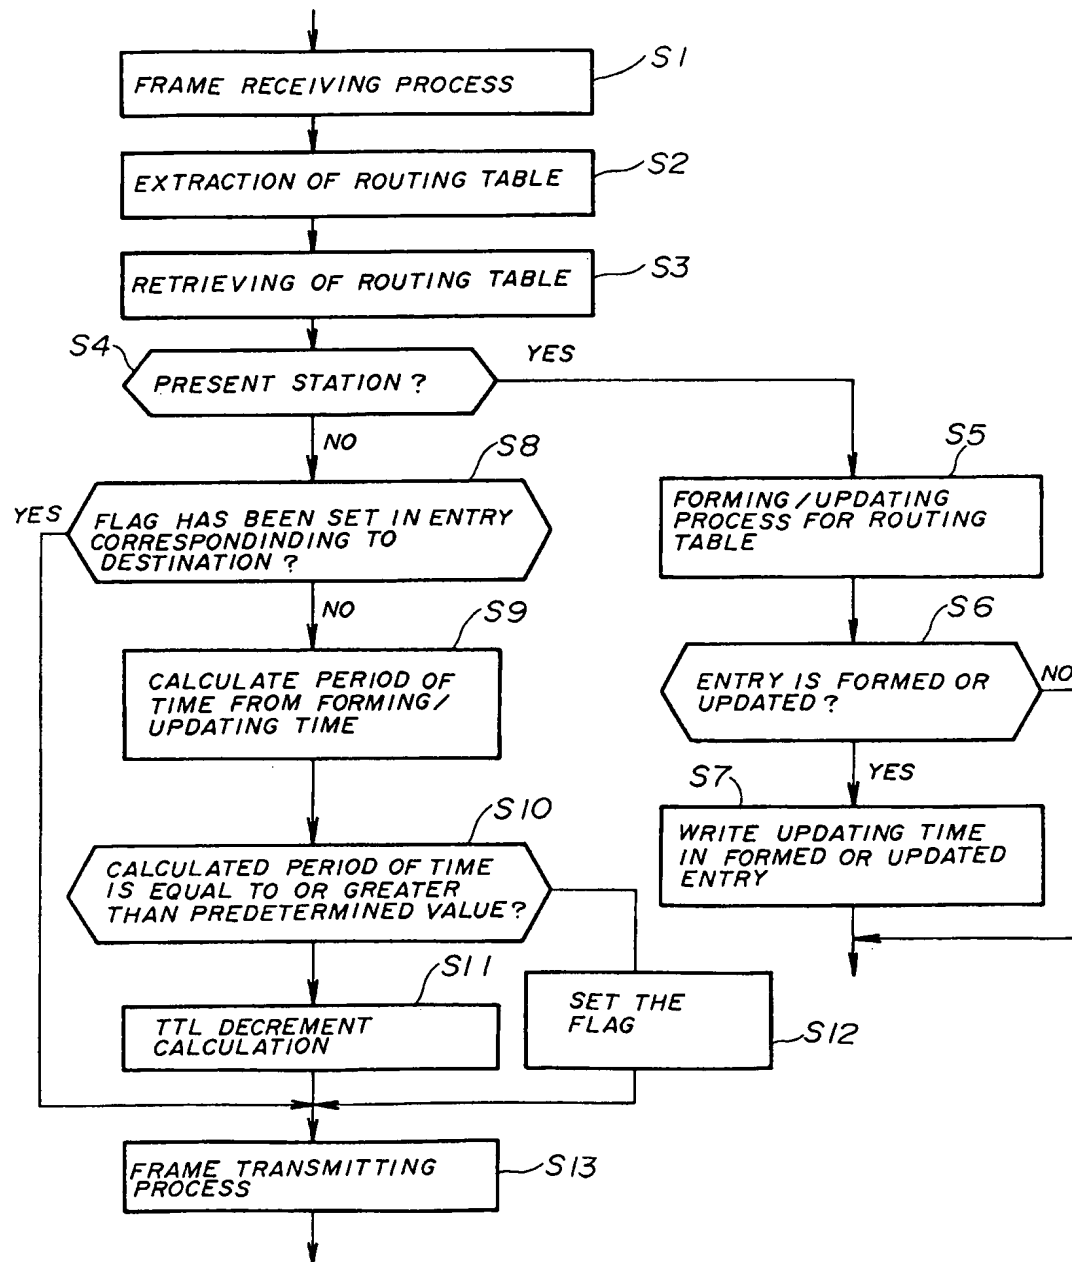 FRAME RECEIVING PROCESS
S1
EXTRACTION OF ROUTING TABLE
S2
RETRIEVING OF ROUTING TABLE
S3
S4
PRESENT STATION ?
YES
NO
S8
YES
FLAG HAS BEEN SET IN ENTRY
CORRESPONDINDING TO
DESTINATION ?
NO
S9
CALCULATE PERIOD OF
TIME FROM FORMING/
UPDATING TIME
S10
CALCULATED PERIOD OF TIME
IS EQUAL TO OR GREATER
THAN PREDETERMINED VALUE?
S11
TTL DECREMENT
CALCULATION
SET THE
FLAG
S12
FRAME TRANSMITTING
PROCESS
S13
S5
FORMING/UPDATING
PROCESS FOR ROUTING
TABLE
S6
ENTRY IS FORMED OR
UPDATED ?
NO
YES
S7
WRITE UPDATING TIME
IN FORMED OR UPDATED
ENTRY